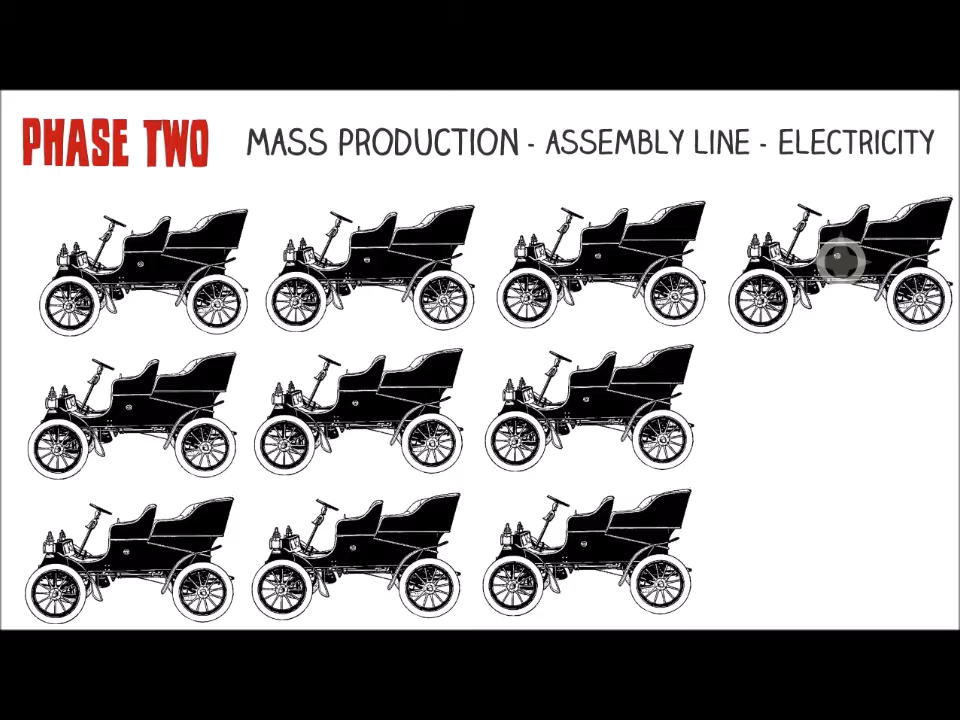 PHASE TWO MASS PRODUCTION - ASSEMBLY LINE - ELECTRICITY